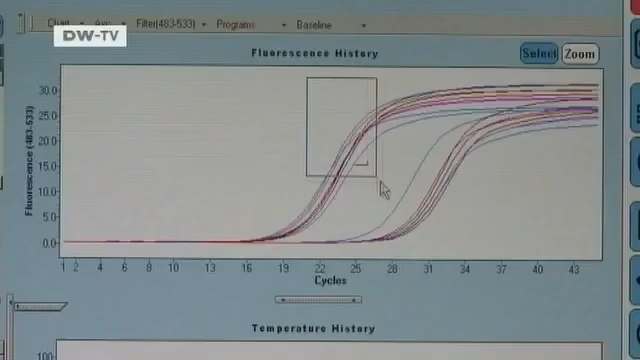 Chart Axis Filter(483-533) Programs Baseline
DW-TV
Fluorescence History
Select Zoom
Fluorescence (483-533)
30.0
25.0
20.0
15.0
10.0
5.0
0.0
1 2 4 6 8 10 13 16 19 22 25 28 31 34 37 40 43
Cycles
Temperature History
100